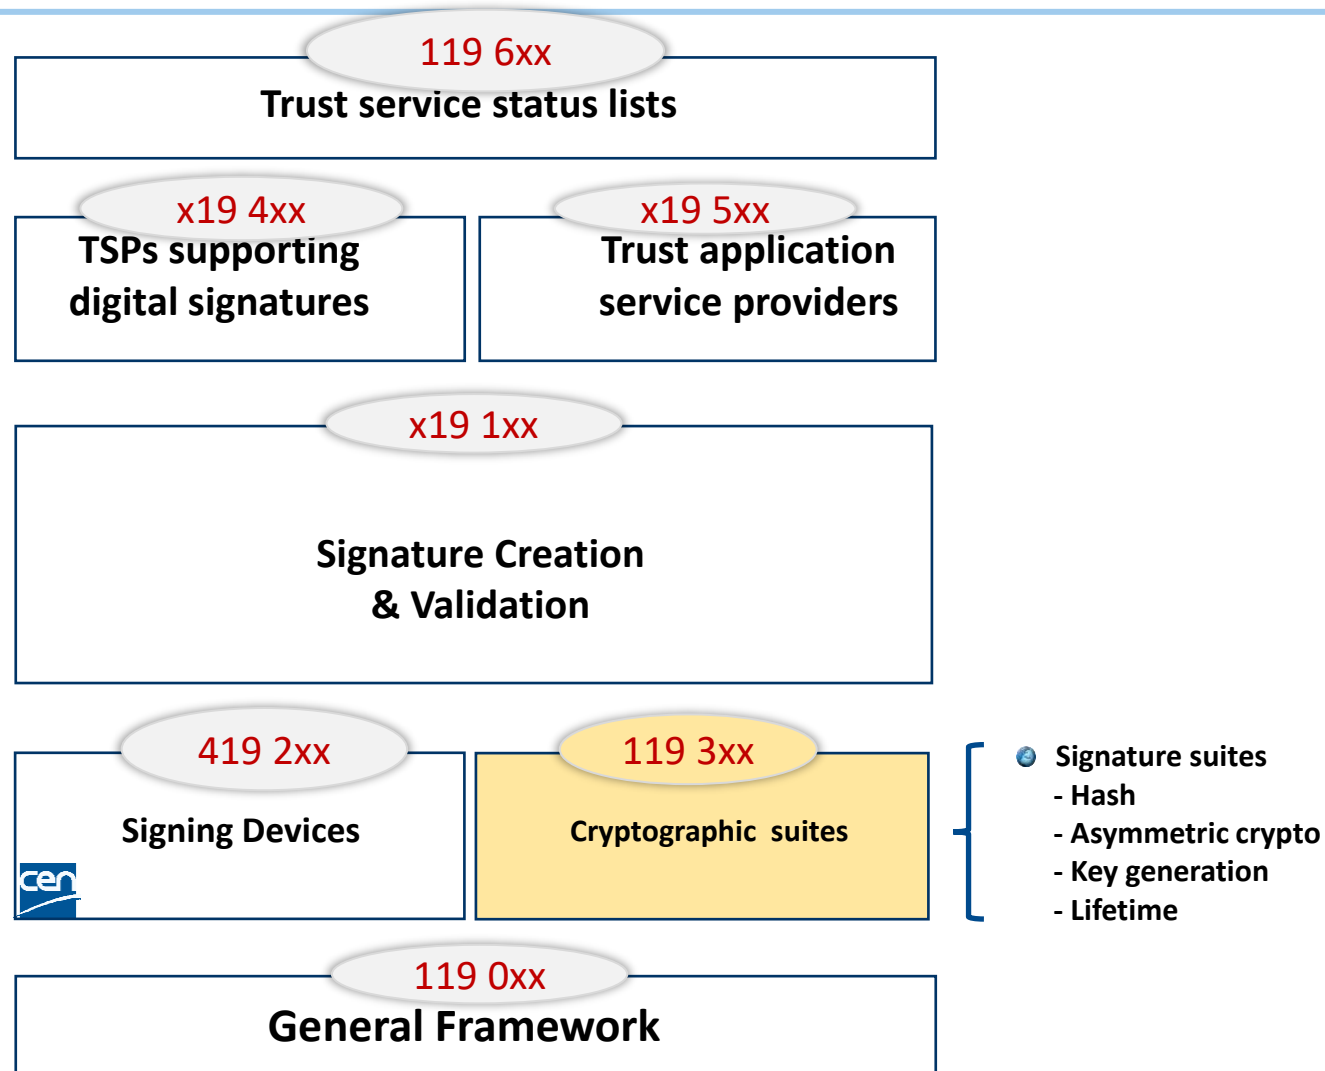 119 6xx
Trust service status lists
x19 4xx
TSPs supporting
digital signatures
x19 5xx
Trust application
service providers
x19 1xx
Signature Creation
& Validation
419 2xx
Signing Devices
cen
119 3xx
Cryptographic suites
Signature suites
- Hash
- Asymmetric crypto
- Key generation
- Lifetime
119 0xx
General Framework